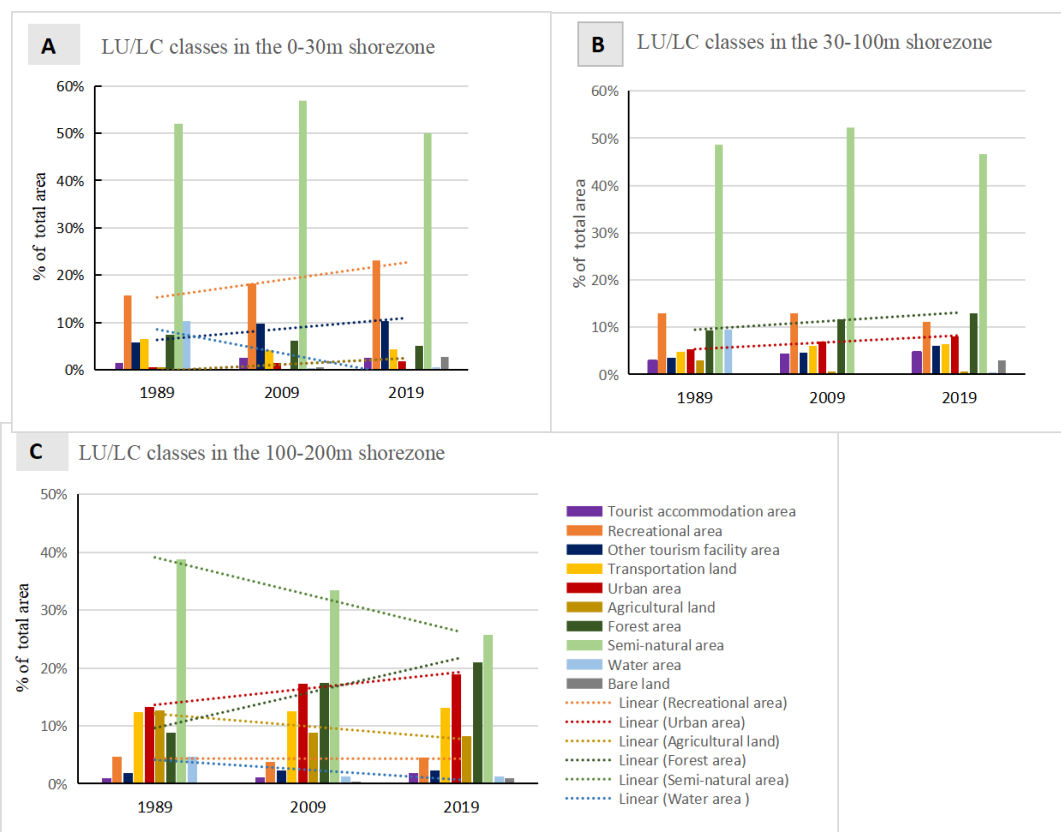 A LU/LC classes in the 0-30m shorezone
60%
50%
40%
30%
20%
10%
0%
% of total area
1989 2009 2019
B LU/LC classes in the 30-100m shorezone
60%
50%
40%
30%
20%
10%
0%
% of total area
1989 2009 2019
C LU/LC classes in the 100-200m shorezone
50%
40%
30%
20%
10%
0%
% of total area
1989 2009 2019
Tourist accommodation area
Recreational area
Other tourism facility area
Transportation land
Urban area
Agricultural land
Forest area
Semi-natural area
Water area
Bare land
Linear (Recreational area)
Linear (Urban area)
Linear (Agricultural land)
Linear (Forest area)
Linear (Semi-natural area)
Linear (Water area )